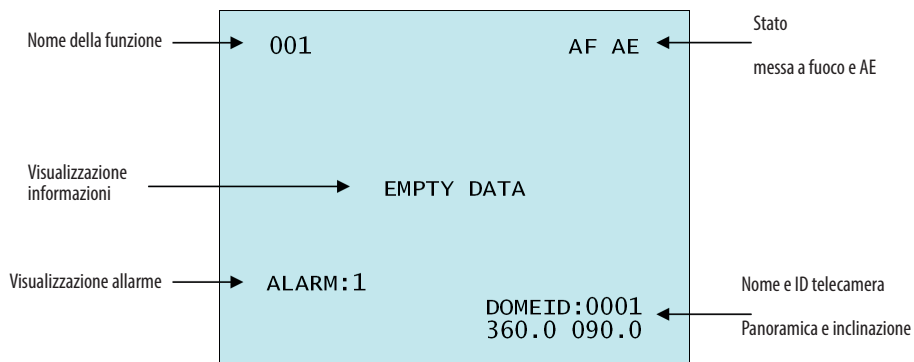 Nome della funzione
001
AF AE
Stato
messa a fuoco e AE
Visualizzazione
informazioni
EMPTY DATA
Visualizzazione allarme
ALARM:1
DOMEID:0001
360.0 090.0
Nome e ID telecamera
Panoramica e inclinazione